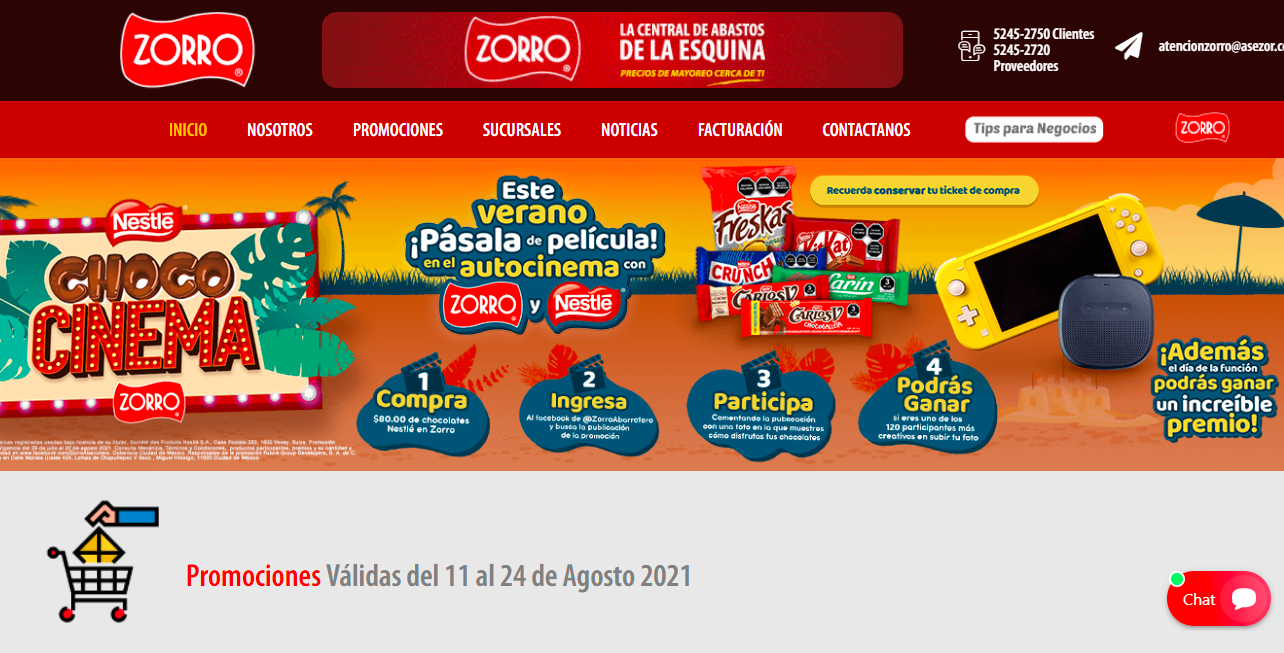 ZORRO
ZORRO
LA CENTRAL DE ABASTOS
DE LA ESQUINA
PRECIOS DE MAYOREO CERCA DE TI
5245-2750 Clientes
5245-2720
Proveedores
atencionzorro@asezor.c
INICIO
NOSOTROS
PROMOCIONES
SUCURSALES
NOTICIAS
FACTURACIÓN
CONTACTANOS
Tips para Negocios
ZORRO
Nestlé
CHOCO
CINEMA
ZORRO
Este
verano
¡Pásala de película!
en el autocinema con
ZORRO y Nestlé
Recuerda conservar tu ticket de compra
Nestlé
Freskas
KitKat
CRUNCH
Carlos V
Larín
Carlos V
CHOCOGALLETA
1
Compra
$80.00 de chocolates
Nestlé en Zorro
2
Ingresa
Al facebook de @ZorroAbarrotero
y busca la publicación
de la promoción
3
Participa
Comentando la publicación
con una foto en la que muestres
cómo disfrutas tus chocolates
4
Podrás
Ganar
si eres uno de los
120 participantes más
creativos en subir tu foto
¡Además
el día de la función
podrás ganar
un increíble
premio!
Promociones Válidas del 11 al 24 de Agosto 2021
Chat